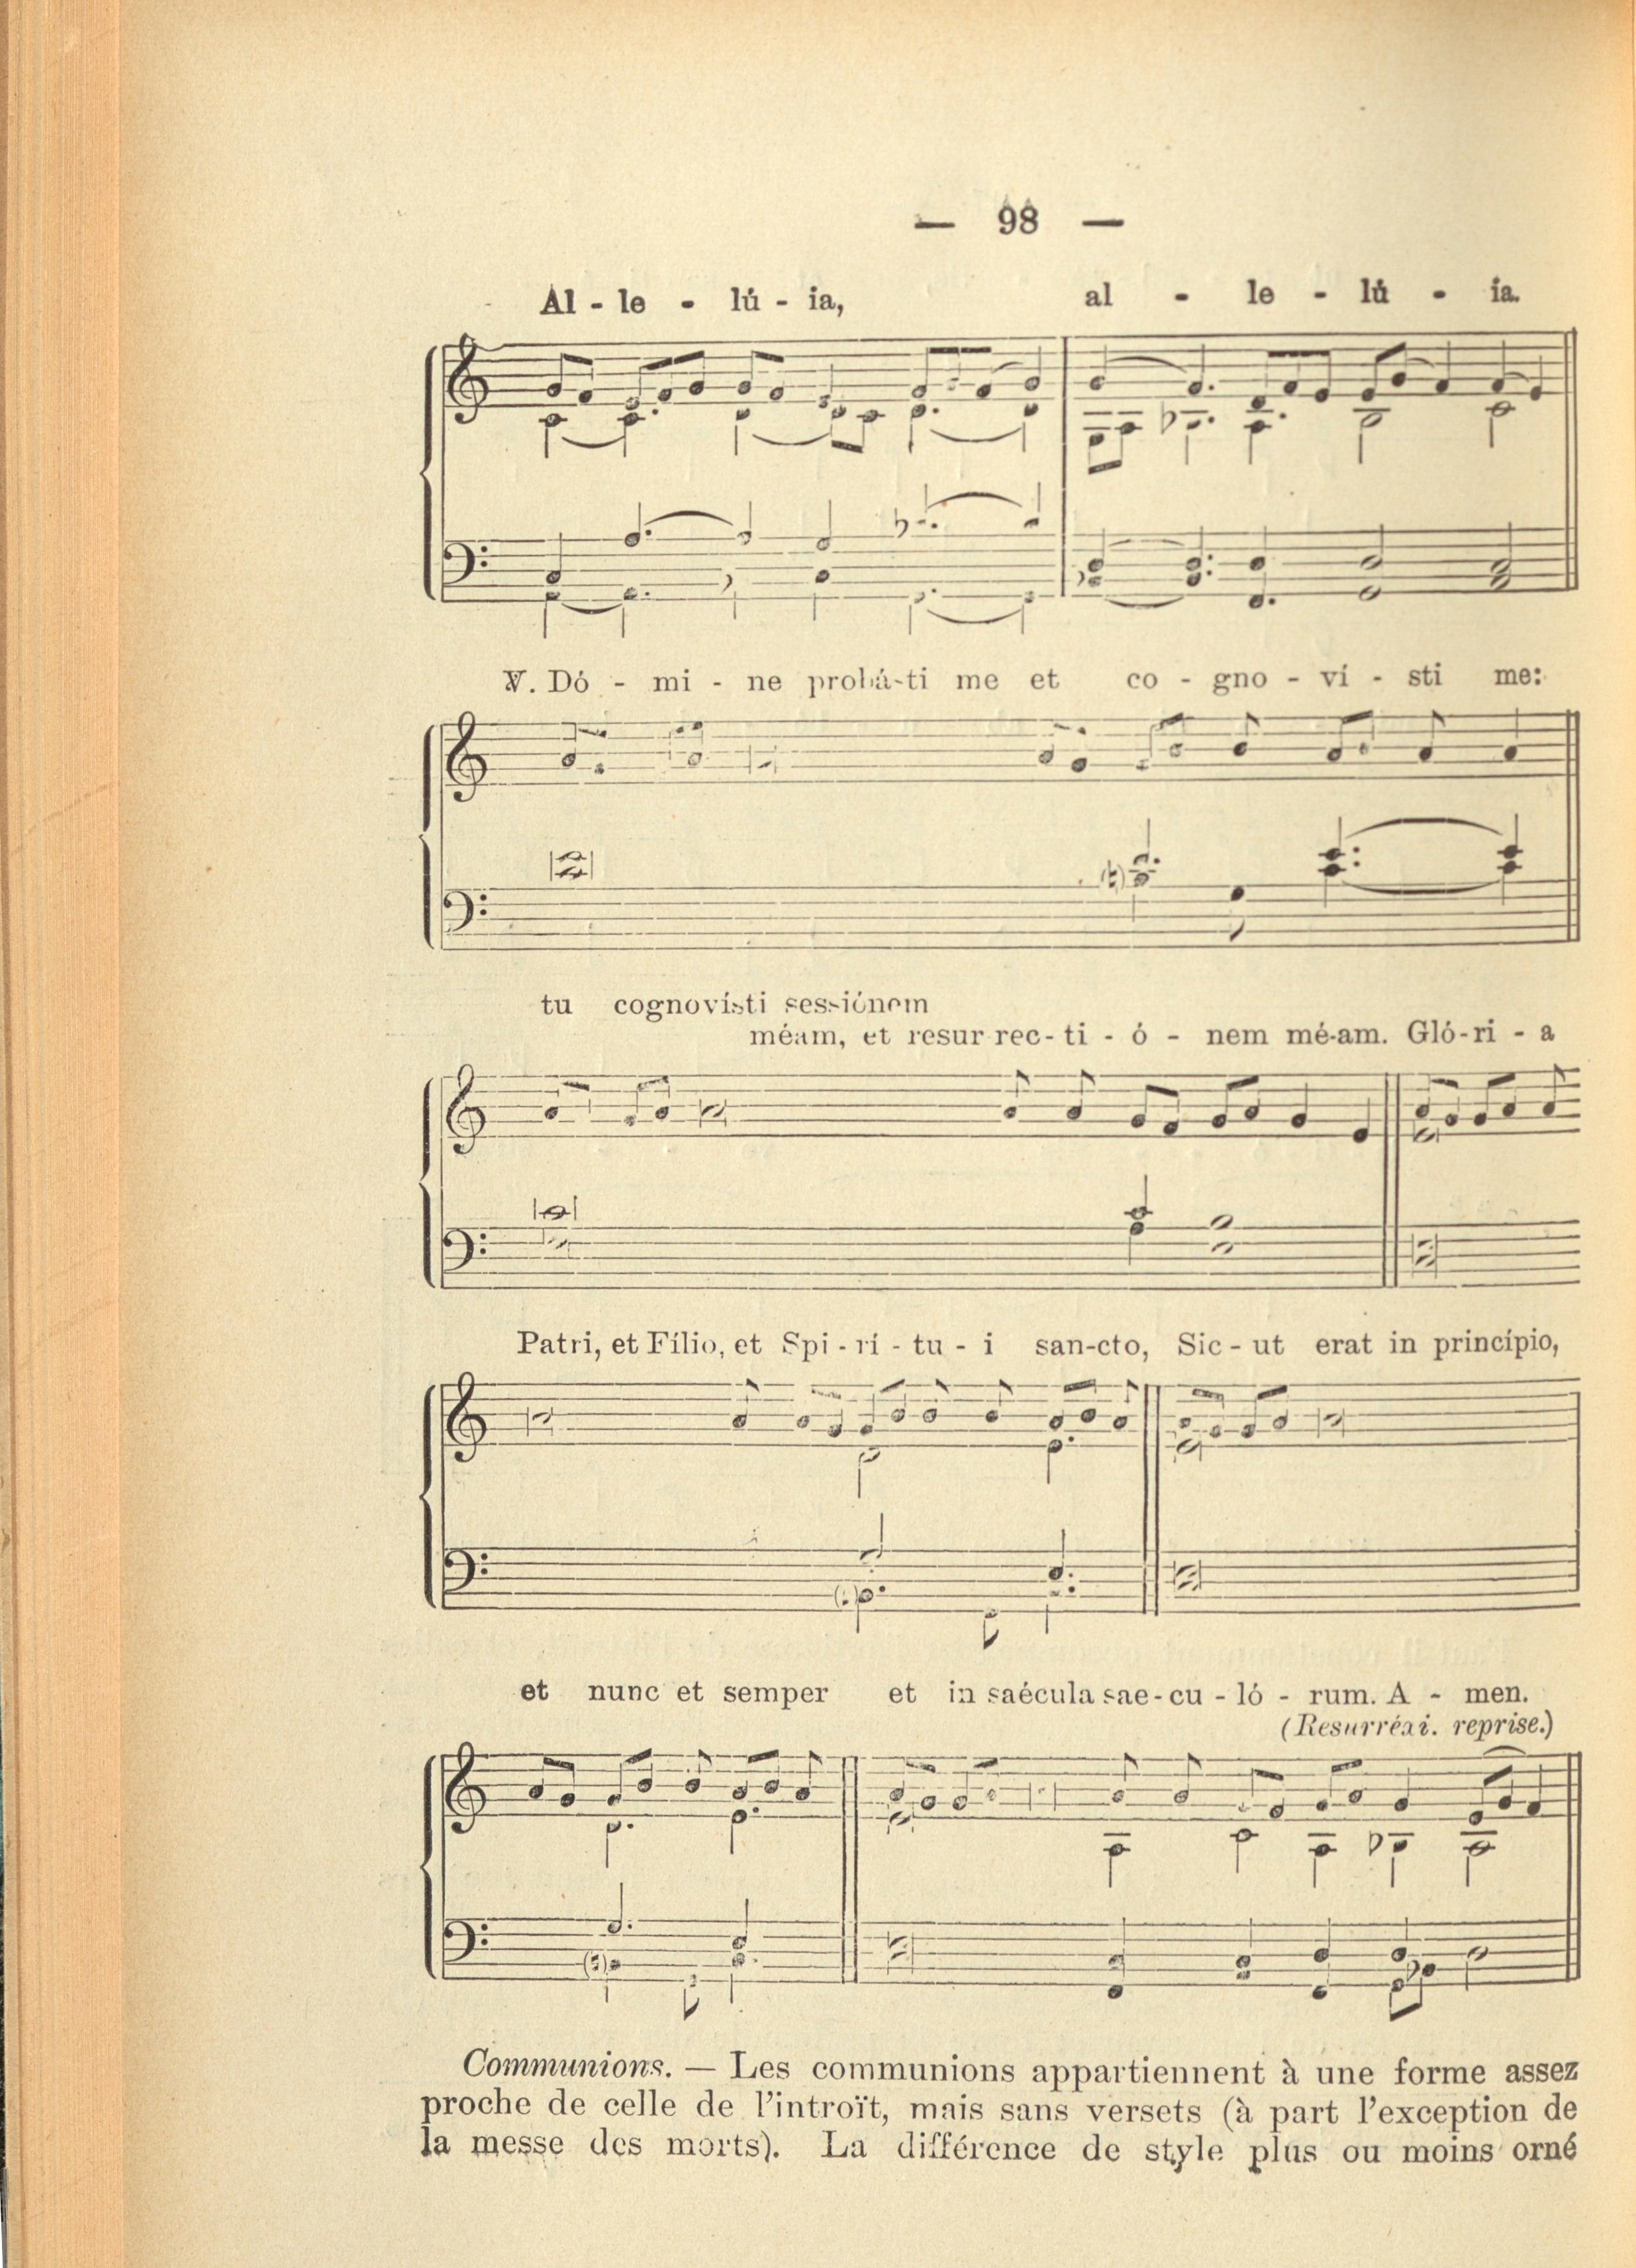 — 98 —
Al - le - lú - ia, al - le - lú - ia.
℣. Dó - mi - ne probá-ti me et co - gno - ví - sti me:
tu cognovísti sessiónem
méam, et resur rec - ti - ó - nem mé-am. Gló - ri - a
Patri, et Fílio, et Spi - rí - tu - i san-cto, Sic - ut erat in princípio,
et nunc et semper et in saécula sae - cu - ló - rum. A - men.
(Resurréxi. reprise.)
Communions. — Les communions appartiennent à une forme assez
proche de celle de l'introït, mais sans versets (à part l'exception de
la messe des morts). La différence de style plus ou moins orné